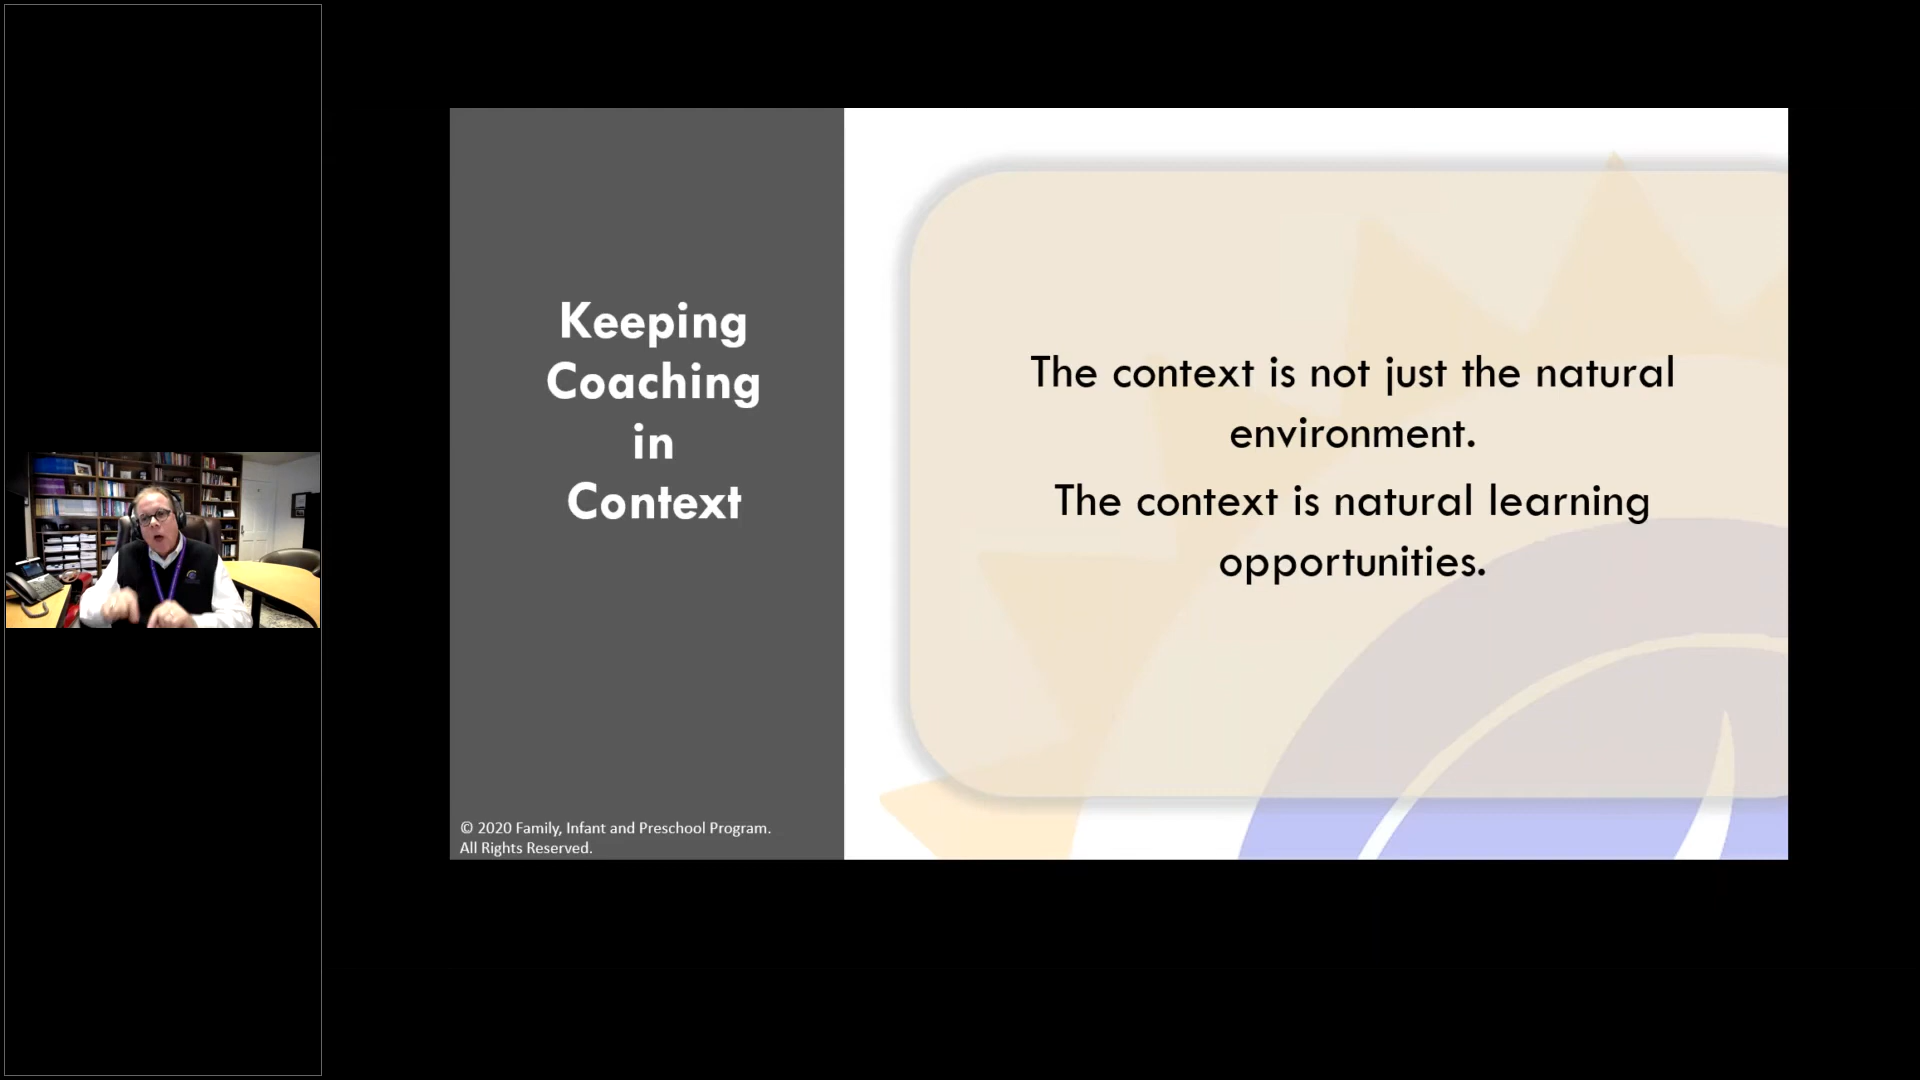 Keeping
Coaching
in
Context
The context is not just the natural
environment.
The context is natural learning
opportunities.
© 2020 Family, Infant and Preschool Program.
All Rights Reserved.